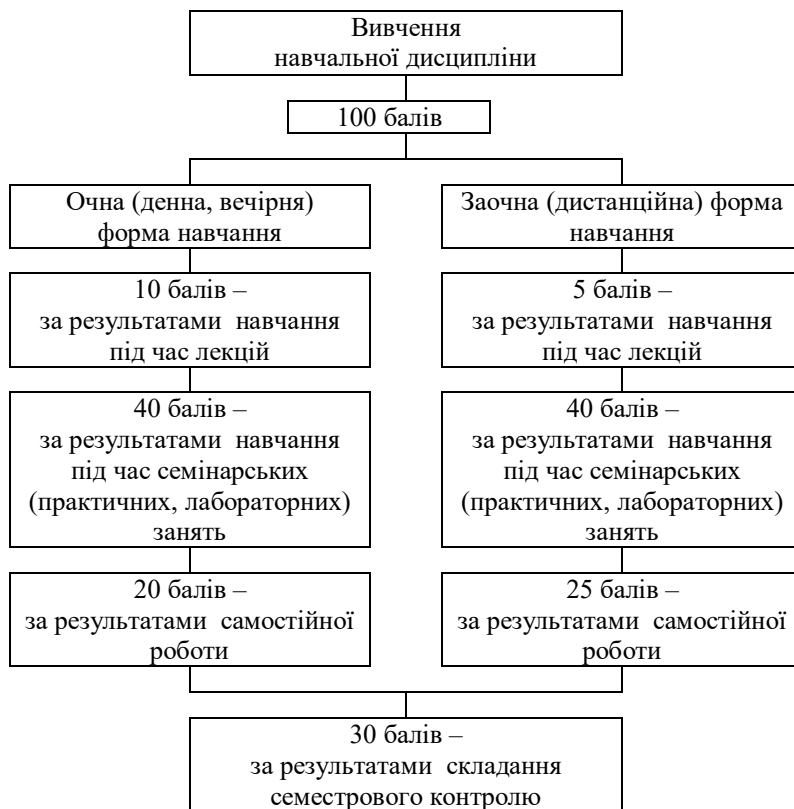 Вивчення
навчальної дисципліни
100 балів
Очна (денна, вечірня)
форма навчання
Заочна (дистанційна) форма
навчання
10 балів –
за результатами навчання
під час лекцій
5 балів –
за результатами навчання
під час лекцій
40 балів –
за результатами навчання
під час семінарських
(практичних, лабораторних)
занять
40 балів –
за результатами навчання
під час семінарських
(практичних, лабораторних)
занять
20 балів –
за результатами самостійної
роботи
25 балів –
за результатами самостійної
роботи
30 балів –
за результатами складання
семестрового контролю